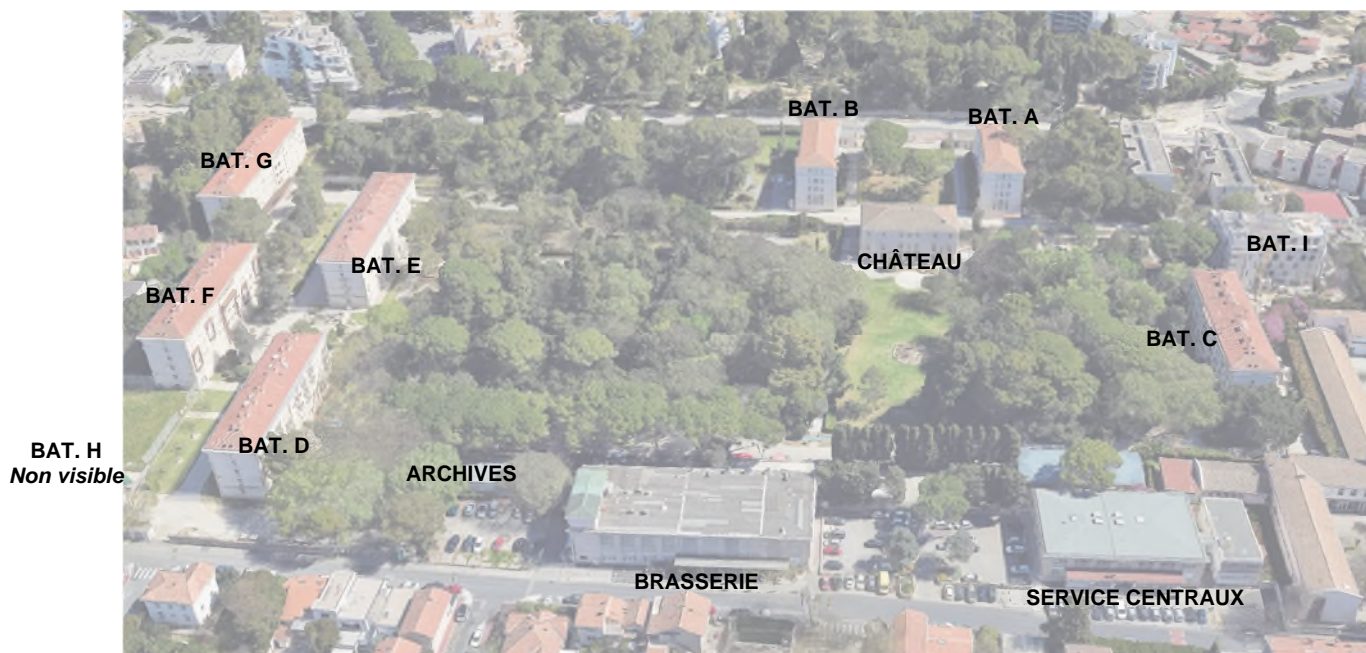 BAT. B
BAT. A
BAT. G
BAT. I
CHÂTEAU
BAT. E
BAT. F
BAT. C
BAT. D
BAT. H
Non visible
ARCHIVES
BRASSERIE
SERVICE CENTRAUX